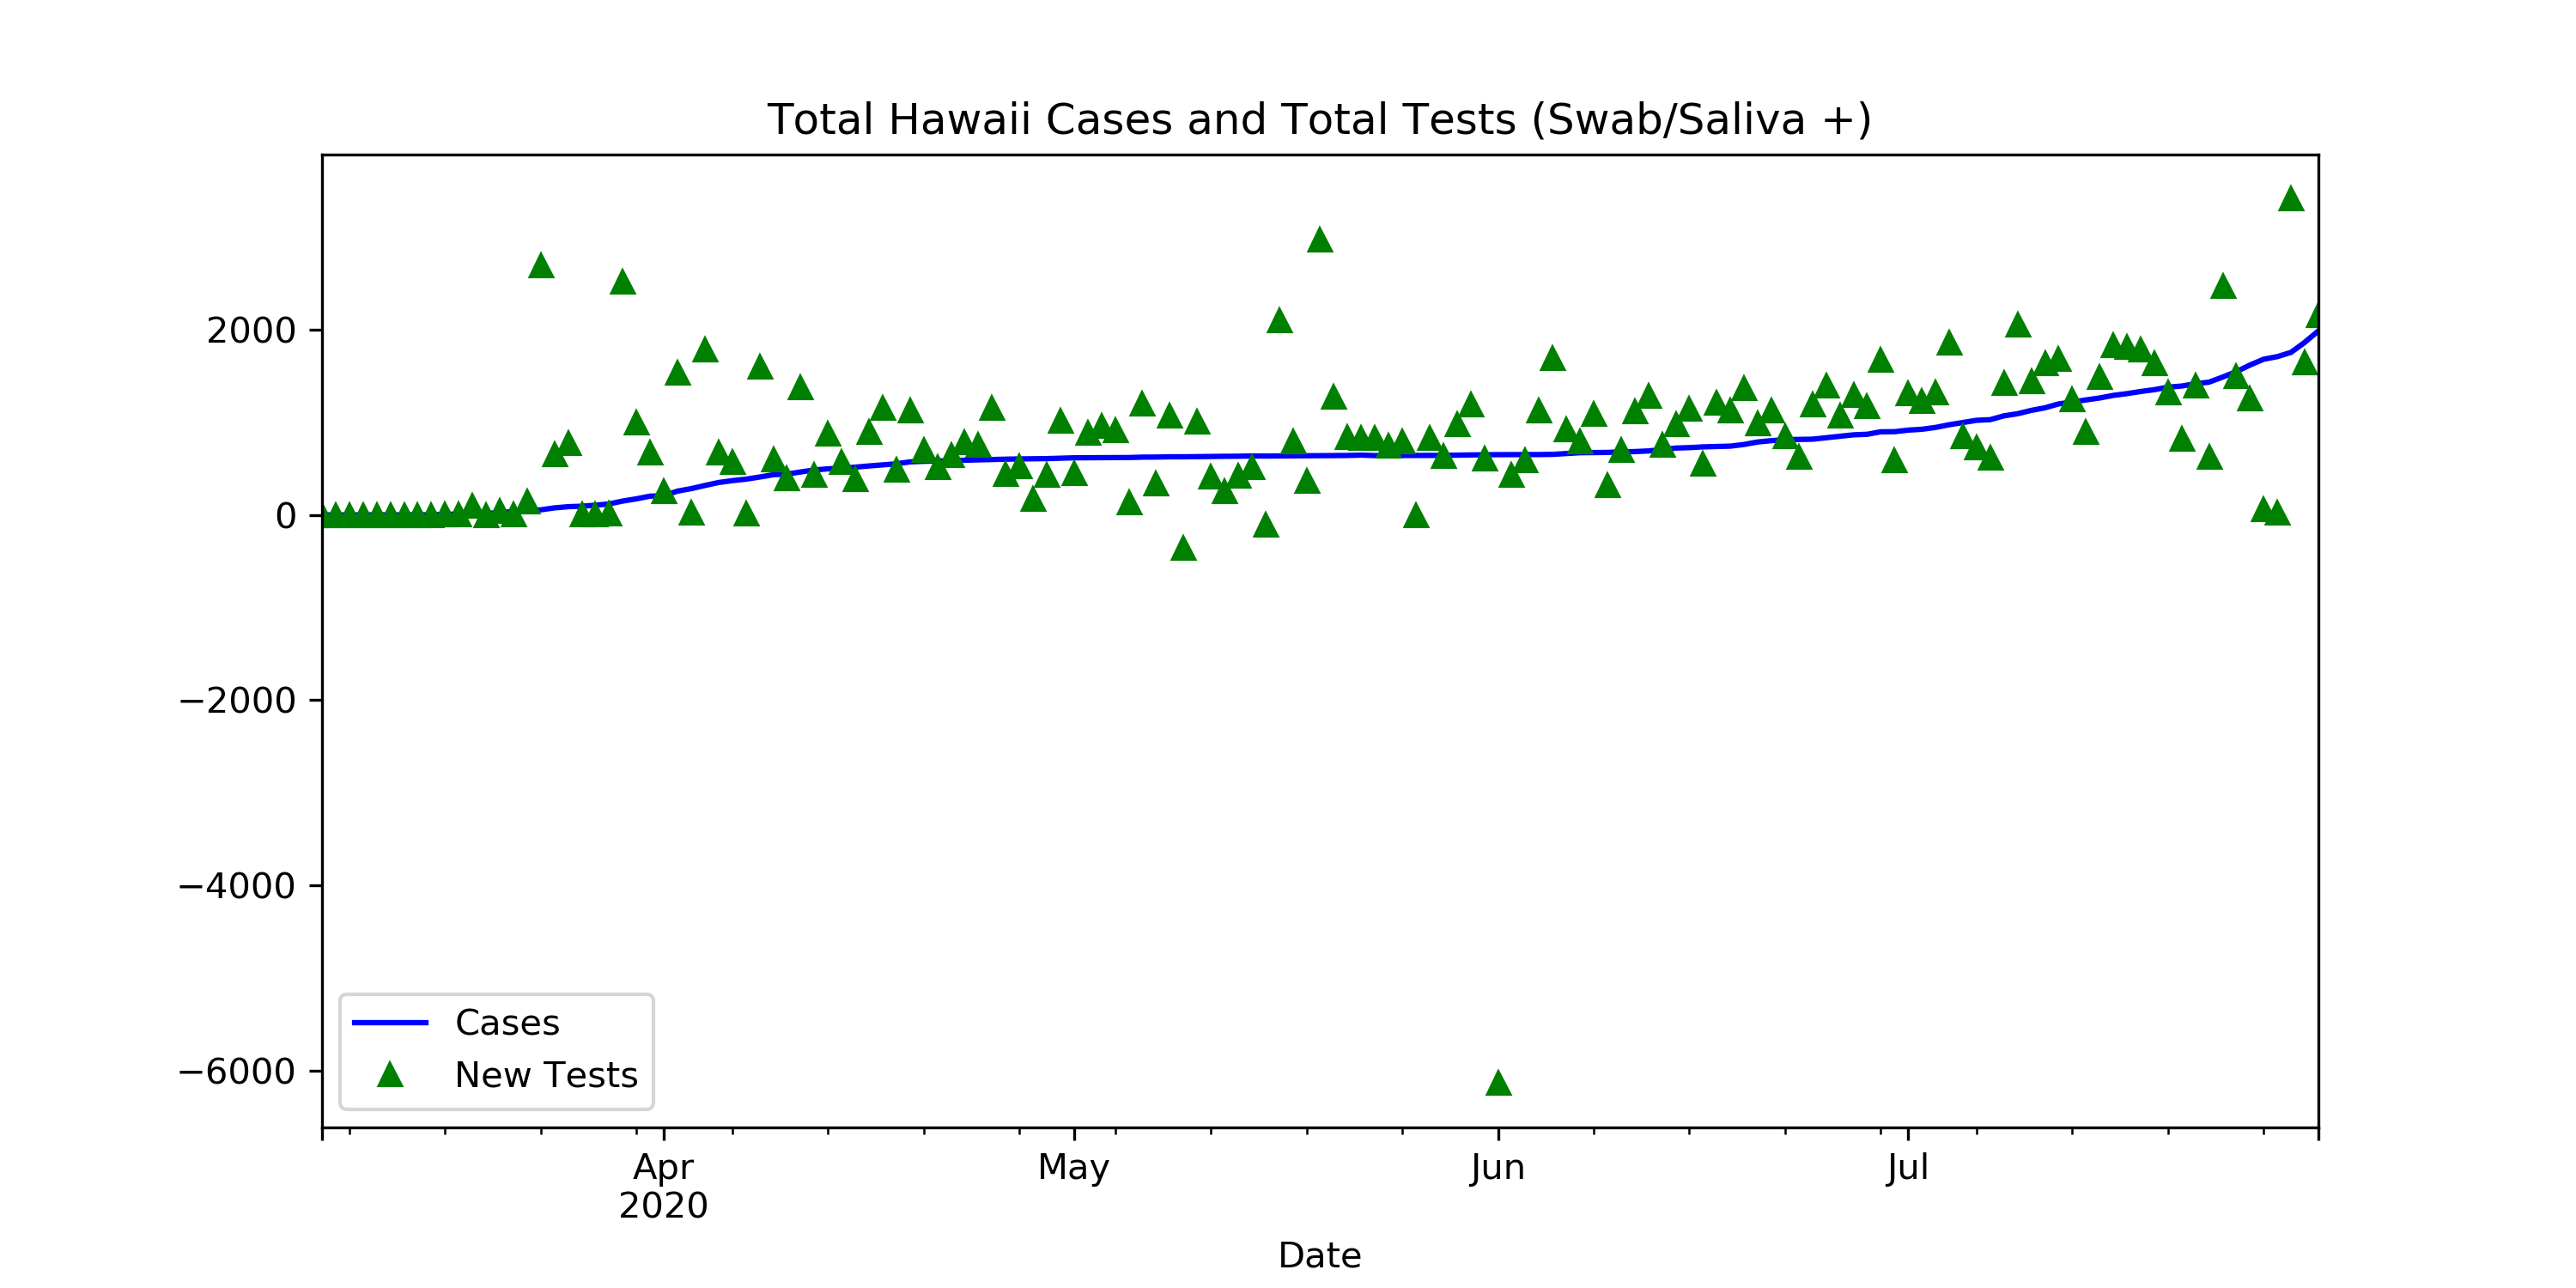 Total Hawaii Cases and Total Tests (Swab/Saliva +)
2000
0
−2000
−4000
−6000
Cases
New Tests
Apr
2020
May
Jun
Jul
Date